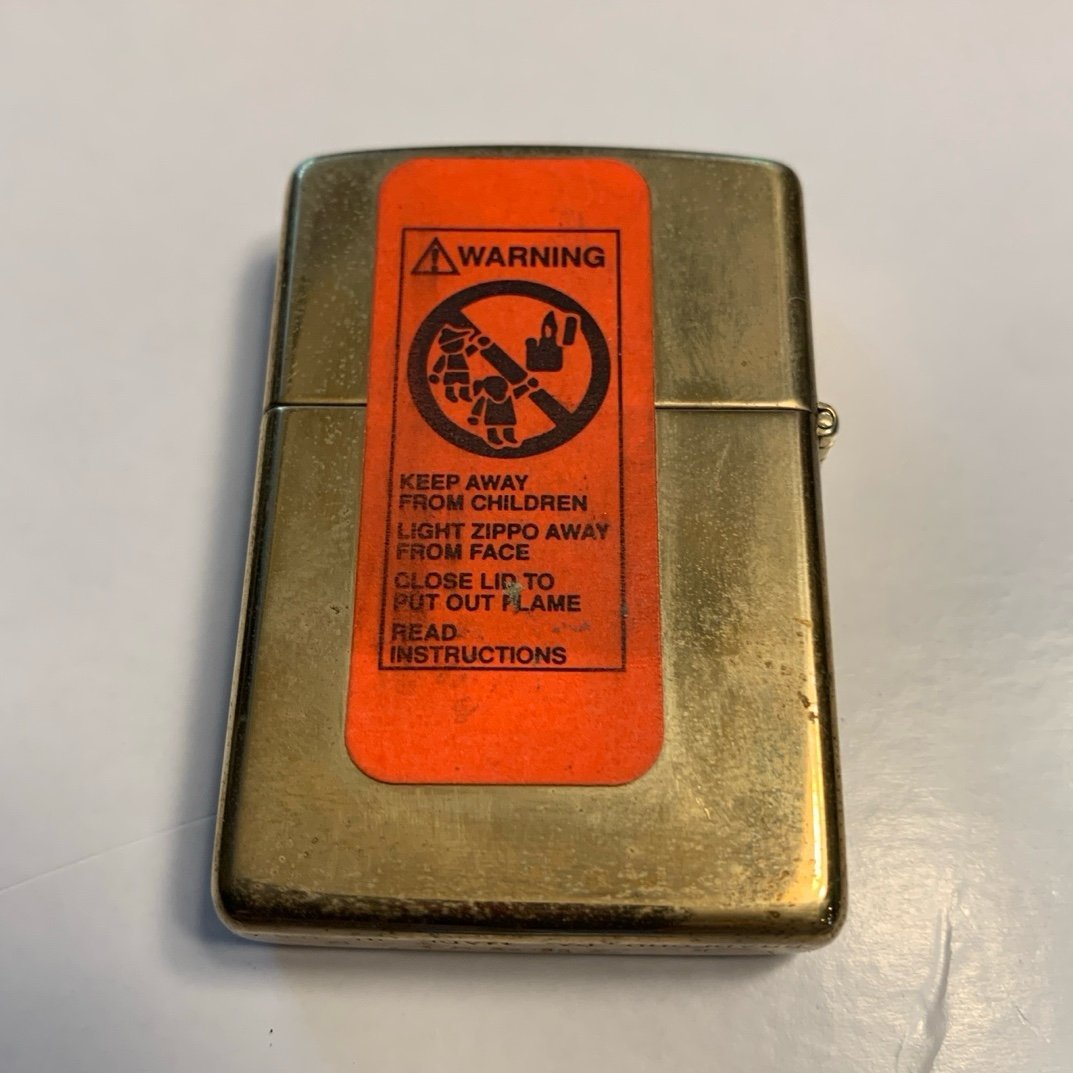 WARNING
KEEP AWAY
FROM CHILDREN
LIGHT ZIPPO AWAY
FROM FACE
CLOSE LID TO
PUT OUT FLAME
READ
INSTRUCTIONS